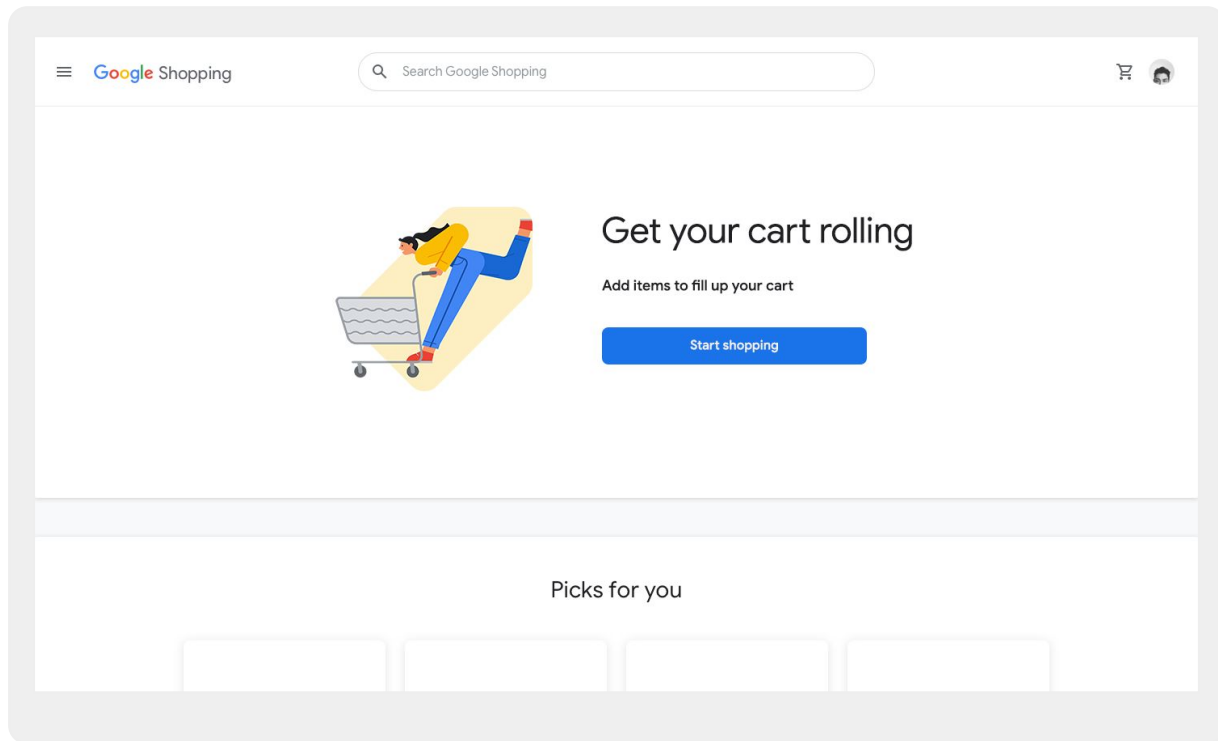 Google Shopping
Search Google Shopping
Get your cart rolling
Add items to fill up your cart
Start shopping
Picks for you